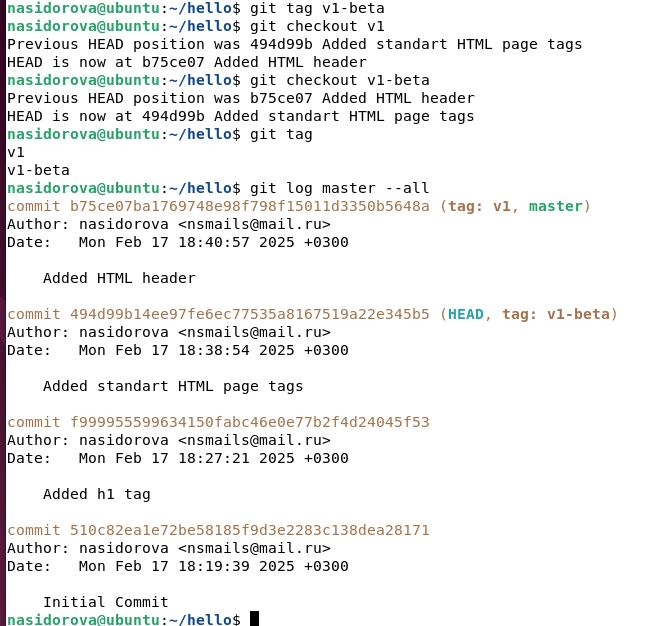 nasidorova@ubuntu:~/hello$ git tag v1-beta
nasidorova@ubuntu:~/hello$ git checkout v1
Previous HEAD position was 494d99b Added standart HTML page tags
HEAD is now at b75ce07 Added HTML header
nasidorova@ubuntu:~/hello$ git checkout v1-beta
Previous HEAD position was b75ce07 Added HTML header
HEAD is now at 494d99b Added standart HTML page tags
nasidorova@ubuntu:~/hello$ git tag
v1
v1-beta
nasidorova@ubuntu:~/hello$ git log master --all
commit b75ce07ba1769748e98f798f15011d3350b5648a (tag: v1, master)
Author: nasidorova <nsmails@mail.ru>
Date:   Mon Feb 17 18:40:57 2025 +0300

    Added HTML header

commit 494d99b14ee97fe6ec77535a8167519a22e345b5 (HEAD, tag: v1-beta)
Author: nasidorova <nsmails@mail.ru>
Date:   Mon Feb 17 18:38:54 2025 +0300

    Added standart HTML page tags

commit f999955599634150fabc46e0e77b2f4d24045f53
Author: nasidorova <nsmails@mail.ru>
Date:   Mon Feb 17 18:27:21 2025 +0300

    Added h1 tag

commit 510c82ea1e72be58185f9d3e2283c138dea28171
Author: nasidorova <nsmails@mail.ru>
Date:   Mon Feb 17 18:19:39 2025 +0300

    Initial Commit
nasidorova@ubuntu:~/hello$